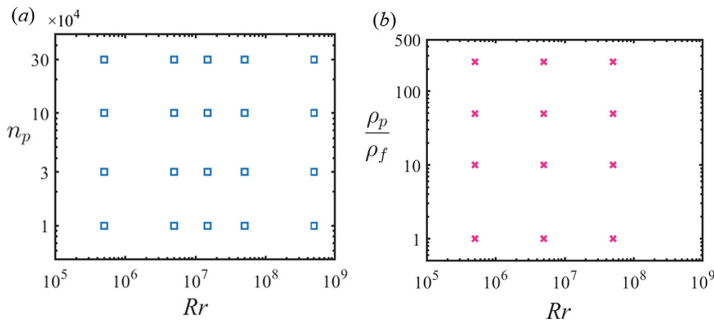 (a) ×10⁴
30
10
3
1
n_p
10⁵ 10⁶ 10⁷ 10⁸ 10⁹
Rr
(b)
500
100
10
1
ρ_p
ρ_f
10⁵ 10⁶ 10⁷ 10⁸ 10⁹
Rr